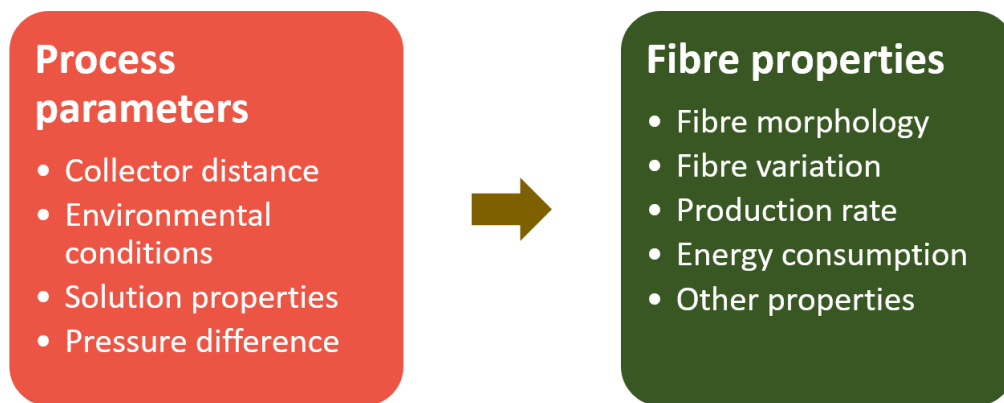 Process
parameters
• Collector distance
• Environmental
conditions
• Solution properties
• Pressure difference
Fibre properties
• Fibre morphology
• Fibre variation
• Production rate
• Energy consumption
• Other properties